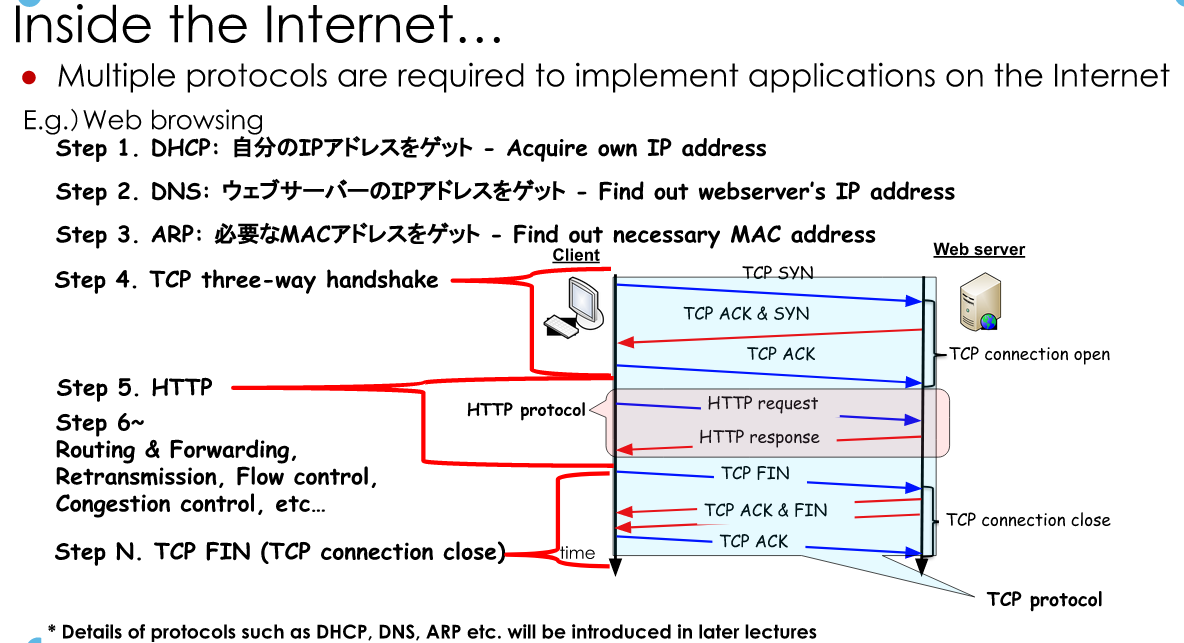 Inside the Internet…
● Multiple protocols are required to implement applications on the Internet
E.g.) Web browsing
Step 1. DHCP: 自分のIPアドレスをゲット - Acquire own IP address
Step 2. DNS: ウェブサーバーのIPアドレスをゲット - Find out webserver's IP address
Step 3. ARP: 必要なMACアドレスをゲット - Find out necessary MAC address
Client
Web server
Step 4. TCP three-way handshake
TCP SYN
TCP ACK & SYN
TCP ACK
TCP connection open
Step 5. HTTP
HTTP protocol
HTTP request
HTTP response
Step 6~
Routing & Forwarding,
Retransmission, Flow control,
Congestion control, etc…
TCP FIN
TCP ACK & FIN
TCP ACK
TCP connection close
Step N. TCP FIN (TCP connection close)
time
TCP protocol
* Details of protocols such as DHCP, DNS, ARP etc. will be introduced in later lectures